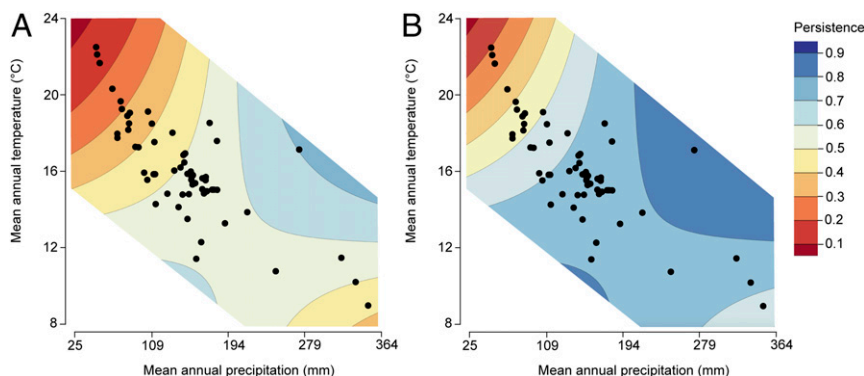 A
Mean annual temperature (°C)
24
20
16
12
8
25 109 194 279 364
Mean annual precipitation (mm)
B
Mean annual temperature (°C)
24
20
16
12
8
25 109 194 279 364
Mean annual precipitation (mm)
Persistence
0.9
0.8
0.7
0.6
0.5
0.4
0.3
0.2
0.1